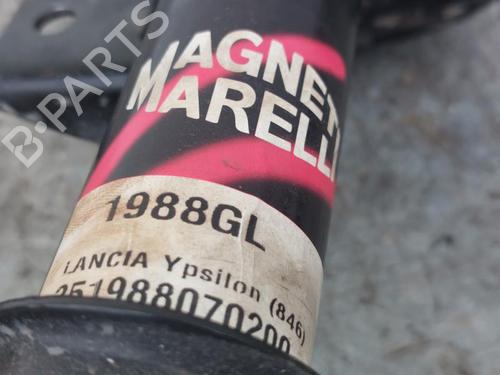 MAGNETI
MARELLI
1988GL
LANCIA Ypsilon (846)
351988070200
B-PARTS